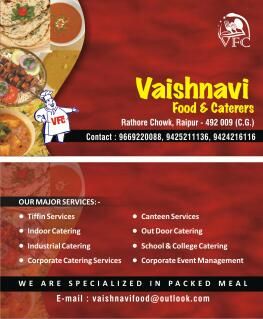 VFC
Vaishnavi
Food & Caterers
Rathore Chowk, Raipur - 492 009 (C.G.)
VFC
Contact : 9669220088, 9425211136, 9424216116
OUR MAJOR SERVICES: -
Tiffin Services
Canteen Services
Indoor Catering
Out Door Catering
Industrial Catering
School & College Catering
Corporate Catering Services
Corporate Event Management
WE ARE SPECIALIZED IN PACKED MEAL
E-mail : vaishnavifood@outlook.com